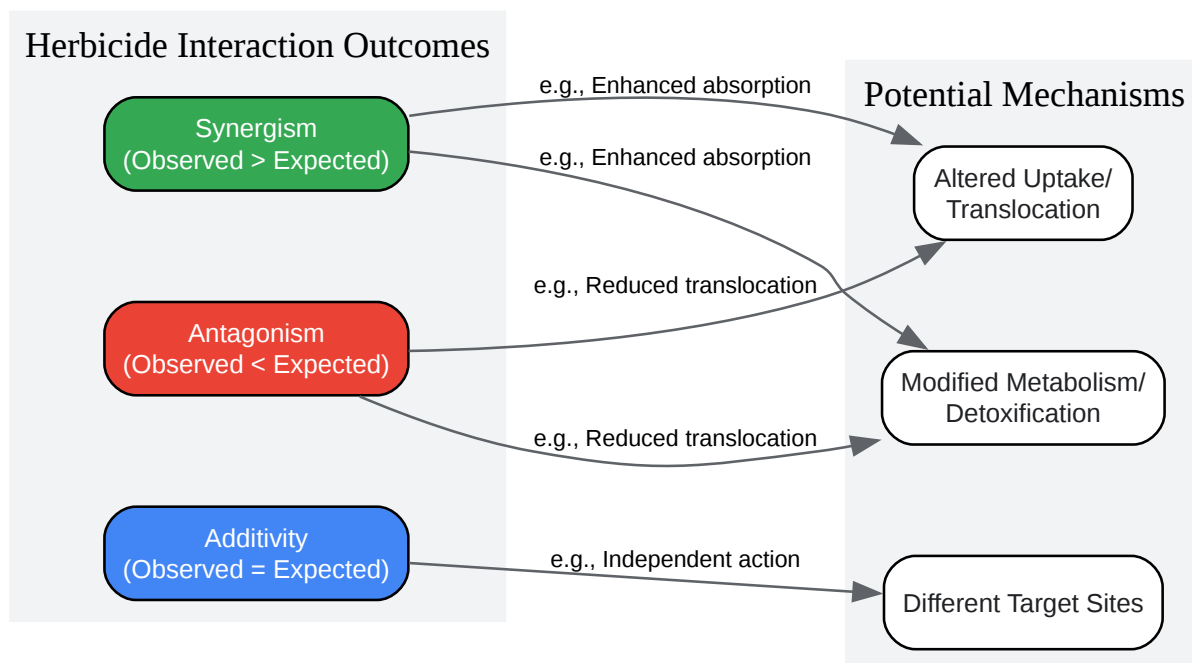 Herbicide Interaction Outcomes
Synergism
(Observed > Expected)
Antagonism
(Observed < Expected)
Additivity
(Observed = Expected)
e.g., Enhanced absorption
e.g., Enhanced absorption
e.g., Reduced translocation
e.g., Reduced translocation
e.g., Independent action
Potential Mechanisms
Altered Uptake/
Translocation
Modified Metabolism/
Detoxification
Different Target Sites